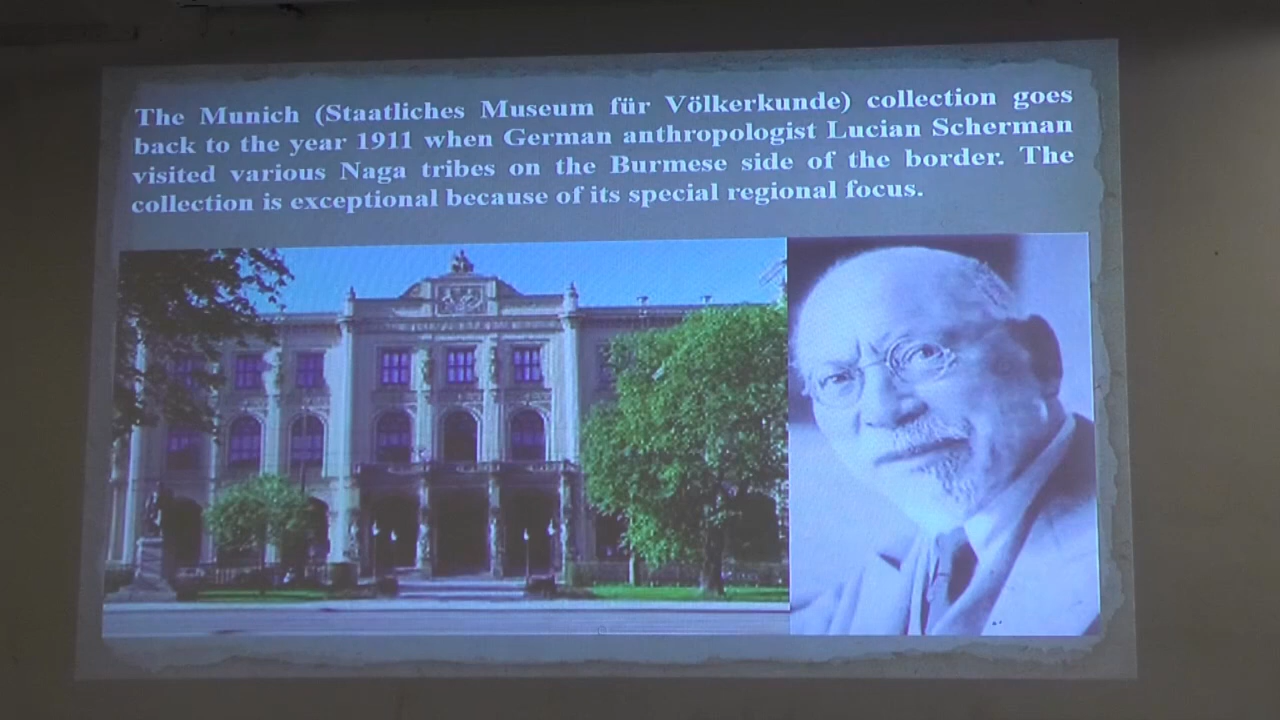 The Munich (Staatliches Museum für Völkerkunde) collection goes
back to the year 1911 when German anthropologist Lucian Scherman
visited various Naga tribes on the Burmese side of the border. The
collection is exceptional because of its special regional focus.